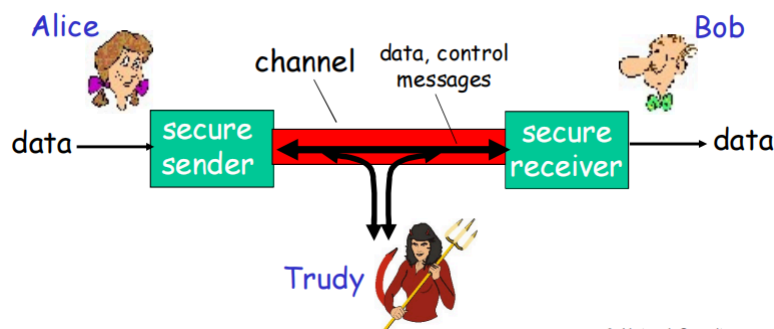 Alice
Bob
channel
data, control
messages
data
secure
sender
secure
receiver
data
Trudy